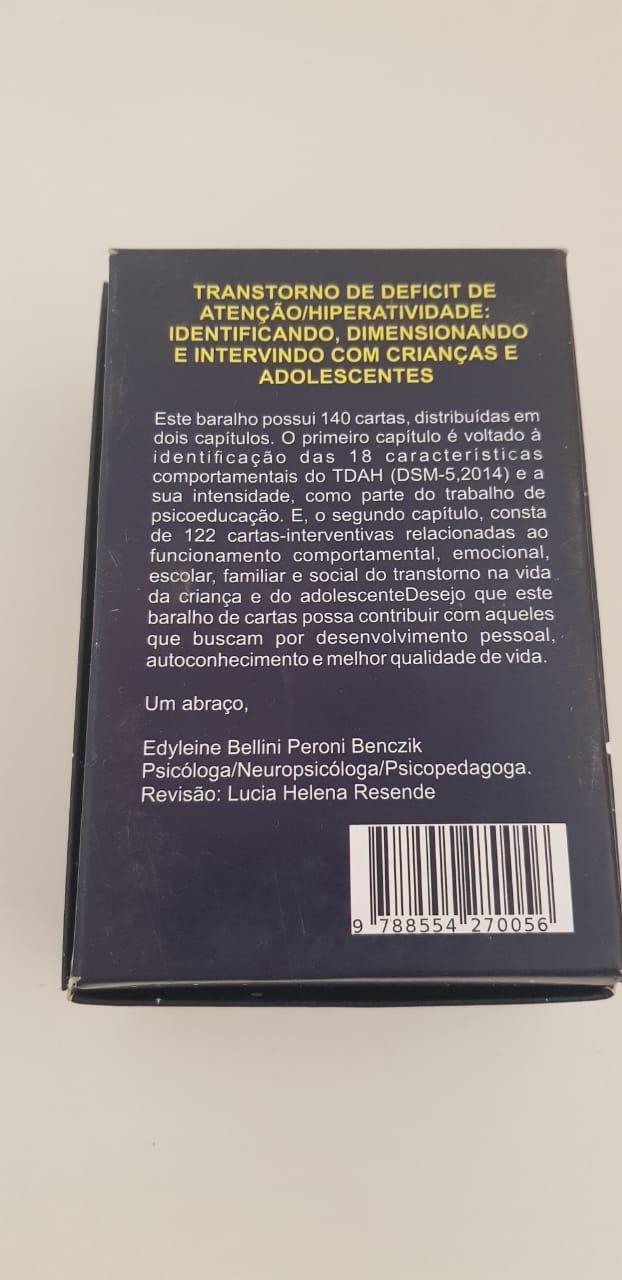 TRANSTORNO DE DEFICIT DE
ATENÇÃO/HIPERATIVIDADE:
IDENTIFICANDO, DIMENSIONANDO
E INTERVINDO COM CRIANÇAS E
ADOLESCENTES
Este baralho possui 140 cartas, distribuídas em
dois capítulos. O primeiro capítulo é voltado à
identificação das 18 características
comportamentais do TDAH (DSM-5,2014) e a
sua intensidade, como parte do trabalho de
psicoeducação. E, o segundo capítulo, consta
de 122 cartas-interventivas relacionadas ao
funcionamento comportamental, emocional,
escolar, familiar e social do transtorno na vida
da criança e do adolescenteDesejo que este
baralho de cartas possa contribuir com aqueles
que buscam por desenvolvimento pessoal,
autoconhecimento e melhor qualidade de vida.
Um abraço,
Edyleine Bellini Peroni Benczik
Psicóloga/Neuropsicóloga/Psicopedagoga.
Revisão: Lucia Helena Resende
9 788554 270056